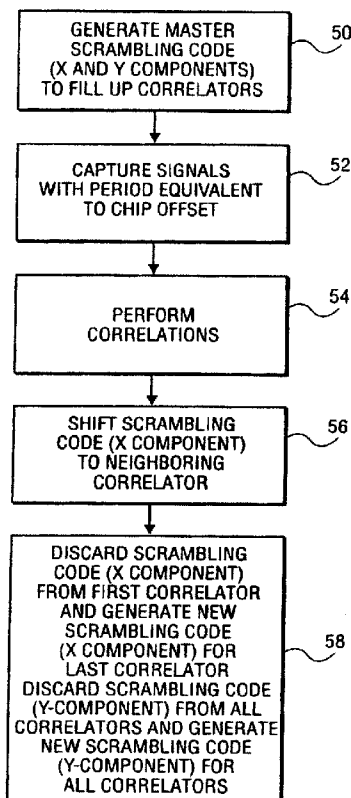 GENERATE MASTER
SCRAMBLING CODE
(X AND Y COMPONENTS)
TO FILL UP CORRELATORS
50
CAPTURE SIGNALS
WITH PERIOD EQUIVALENT
TO CHIP OFFSET
52
PERFORM
CORRELATIONS
54
SHIFT SCRAMBLING
CODE (X COMPONENT)
TO NEIGHBORING
CORRELATOR
56
DISCARD SCRAMBLING
CODE (X COMPONENT)
FROM FIRST CORRELATOR
AND GENERATE NEW
SCRAMBLING CODE
(X COMPONENT) FOR
LAST CORRELATOR
DISCARD SCRAMBLING CODE
(Y-COMPONENT) FROM ALL
CORRELATORS AND GENERATE
NEW SCRAMBLING CODE
(Y-COMPONENT) FOR
ALL CORRELATORS
58